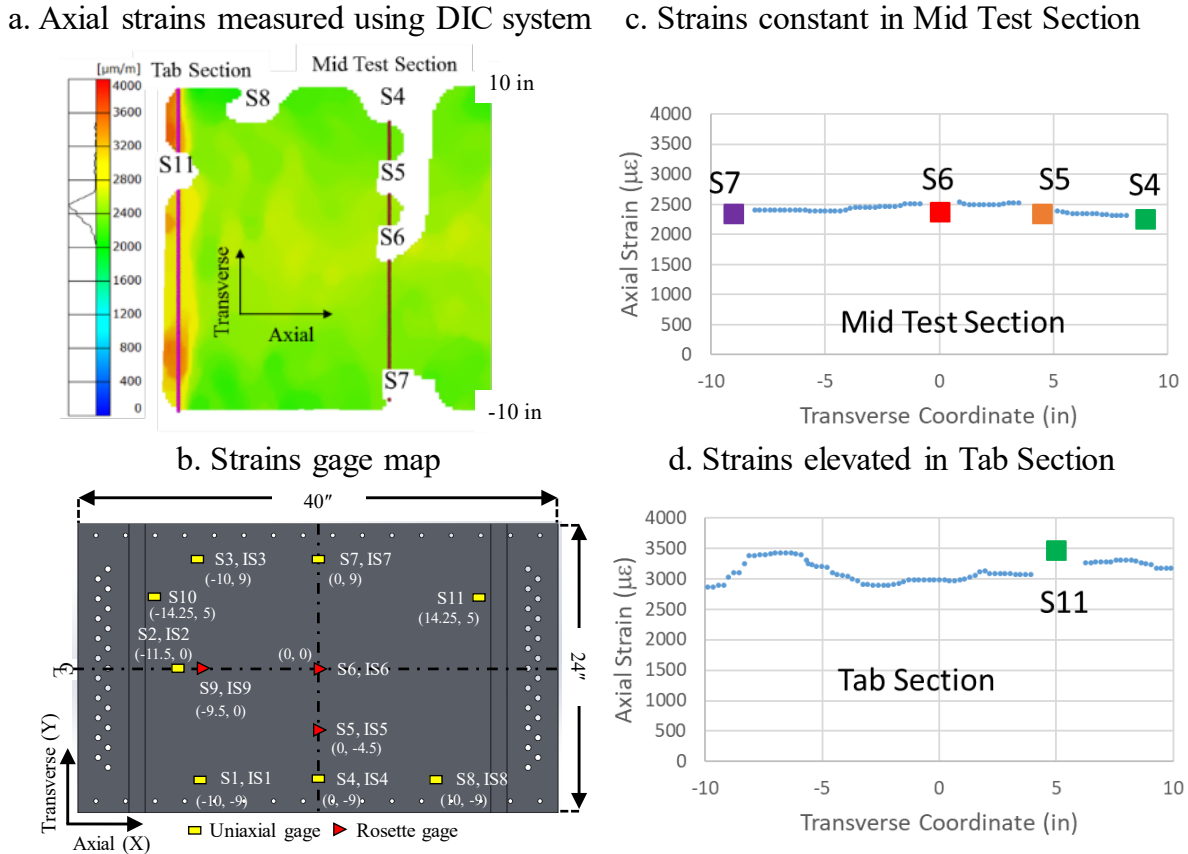 a. Axial strains measured using DIC system
[µm/m]
Tab Section
Mid Test Section
4000
3600
3200
2800
2400
2000
1600
1200
800
400
0
S8
S4
10 in
S11
S5
S6
Transverse
Axial
S7
-10 in
c. Strains constant in Mid Test Section
Axial Strain (µε)
4000
3500
3000
2500
2000
1500
1000
500
0
S7
S6
S5
S4
Mid Test Section
-10
-5
0
5
10
Transverse Coordinate (in)
b. Strains gage map
40"
S3, IS3
(-10, 9)
S7, IS7
(0, 9)
S10
(-14.25, 5)
S11
(14.25, 5)
S2, IS2
(-11.5, 0)
(0, 0)
S6, IS6
S9, IS9
(-9.5, 0)
24"
S5, IS5
(0, -4.5)
S1, IS1
(-10, -9)
S4, IS4
(0, -9)
S8, IS8
(10, -9)
Transverse (Y)
Axial (X)
Uniaxial gage
Rosette gage
d. Strains elevated in Tab Section
Axial Strain (µε)
4000
3500
3000
2500
2000
1500
1000
500
0
S11
Tab Section
-10
-5
0
5
10
Transverse Coordinate (in)